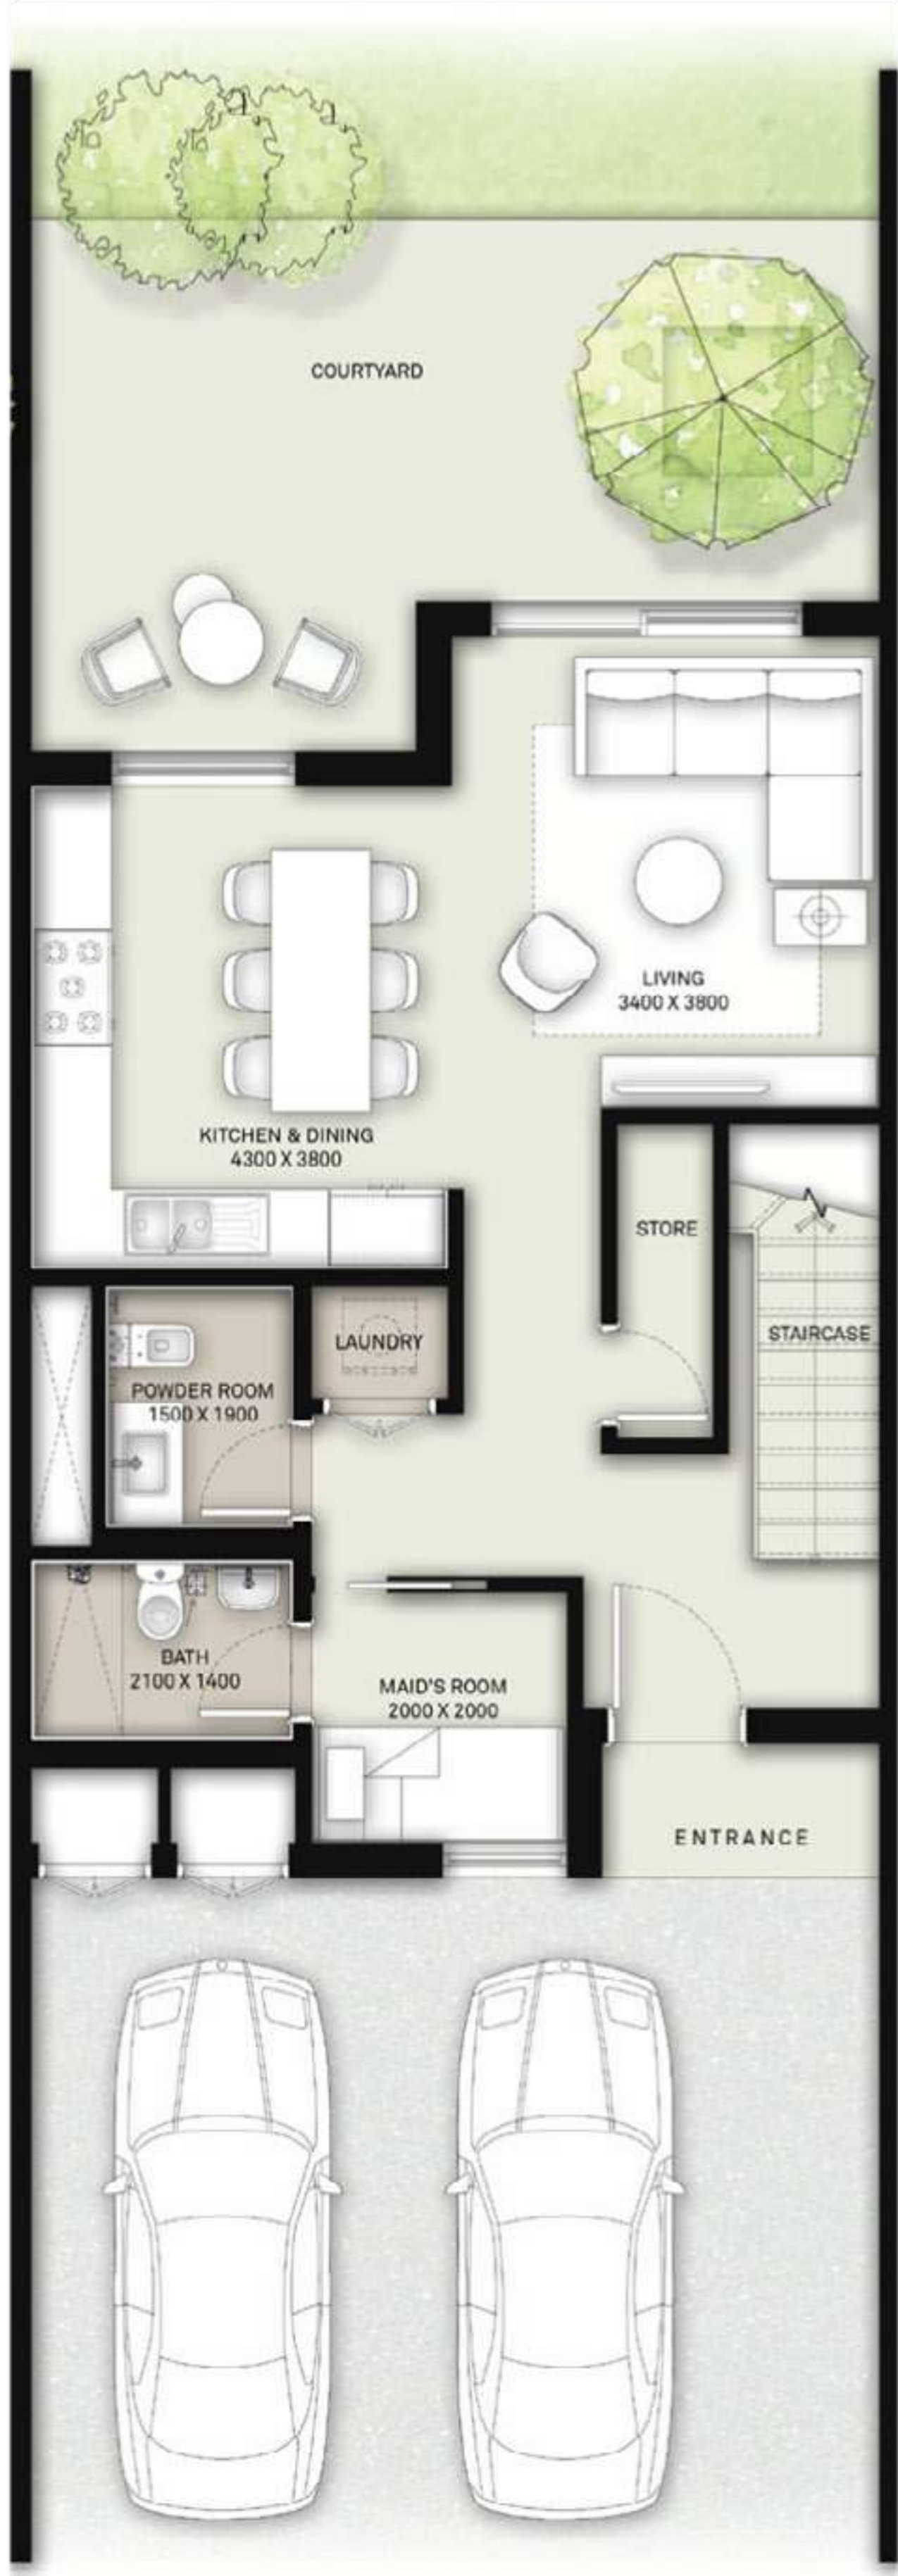 COURTYARD
LIVING
3400 X 3800
KITCHEN & DINING
4300 X 3800
STORE
STAIRCASE
LAUNDRY
POWDER ROOM
1500 X 1900
BATH
2100 X 1400
MAID'S ROOM
2000 X 2000
ENTRANCE